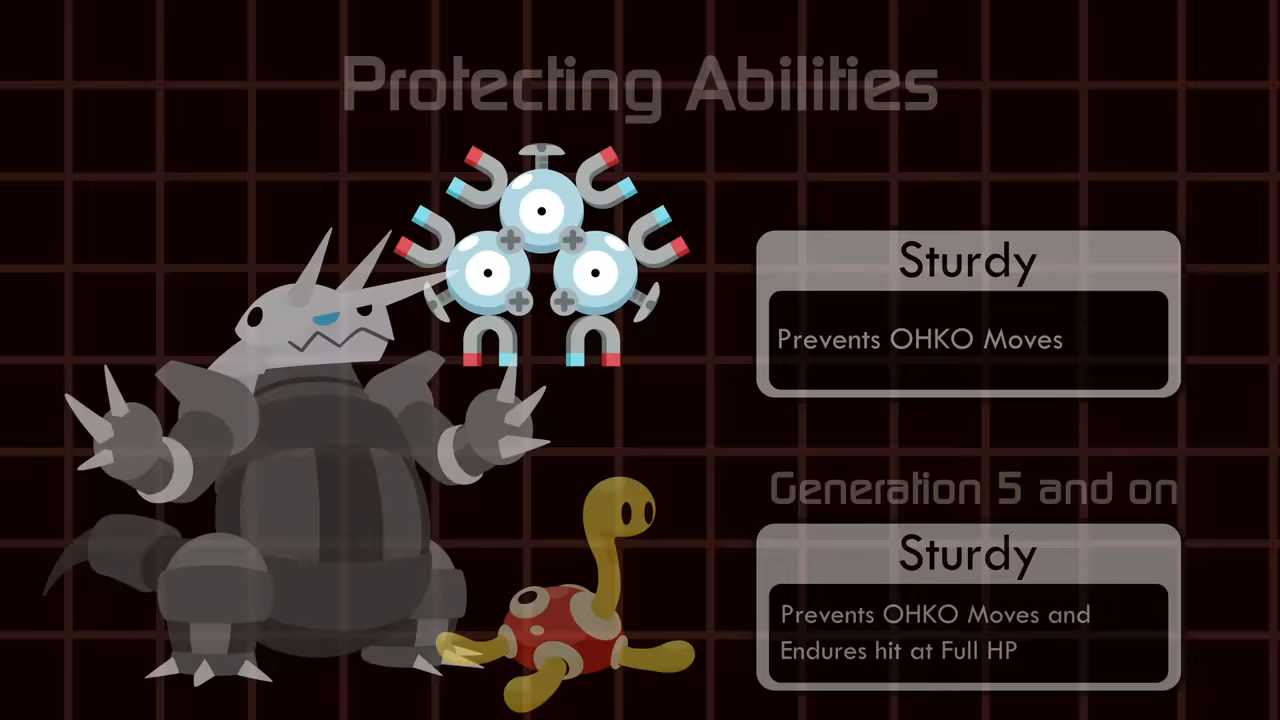 Protecting Abilities
Sturdy
Prevents OHKO Moves
Generation 5 and on
Sturdy
Prevents OHKO Moves and
Endures hit at Full HP